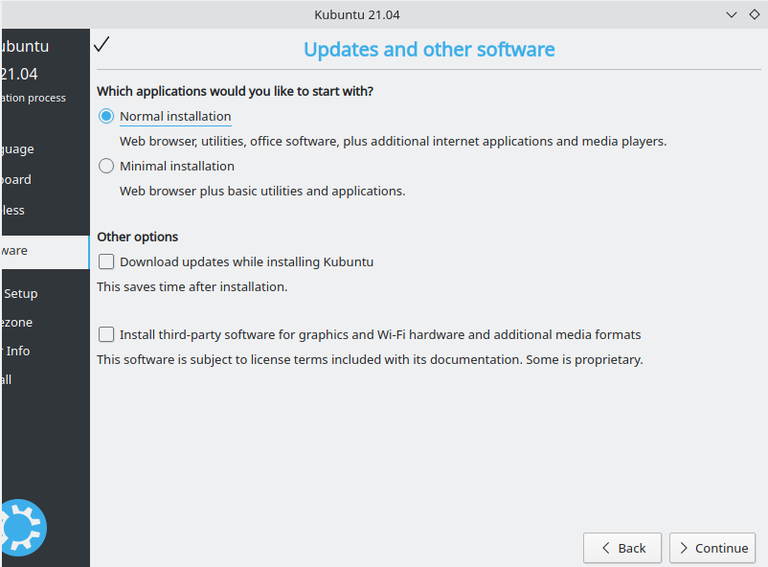 Kubuntu 21.04
ubuntu
21.04
ation process
guage
board
less
ware
Setup
ezone
Info
all
Updates and other software
Which applications would you like to start with?
Normal installation
Web browser, utilities, office software, plus additional internet applications and media players.
Minimal installation
Web browser plus basic utilities and applications.
Other options
Download updates while installing Kubuntu
This saves time after installation.
Install third-party software for graphics and Wi-Fi hardware and additional media formats
This software is subject to license terms included with its documentation. Some is proprietary.
Back
Continue